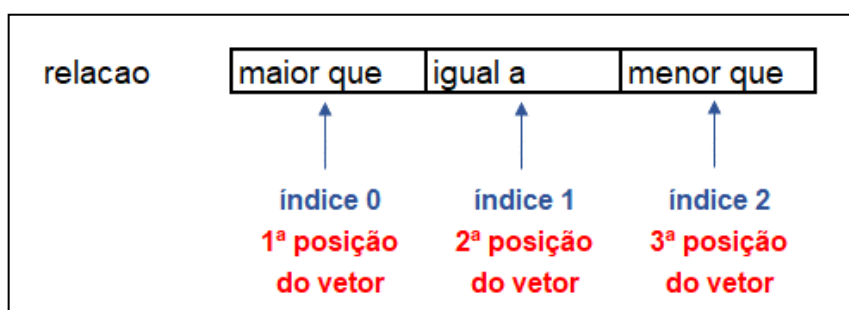 relacao maior que igual a menor que
índice 0 índice 1 índice 2
1ª posição 2ª posição 3ª posição
do vetor do vetor do vetor